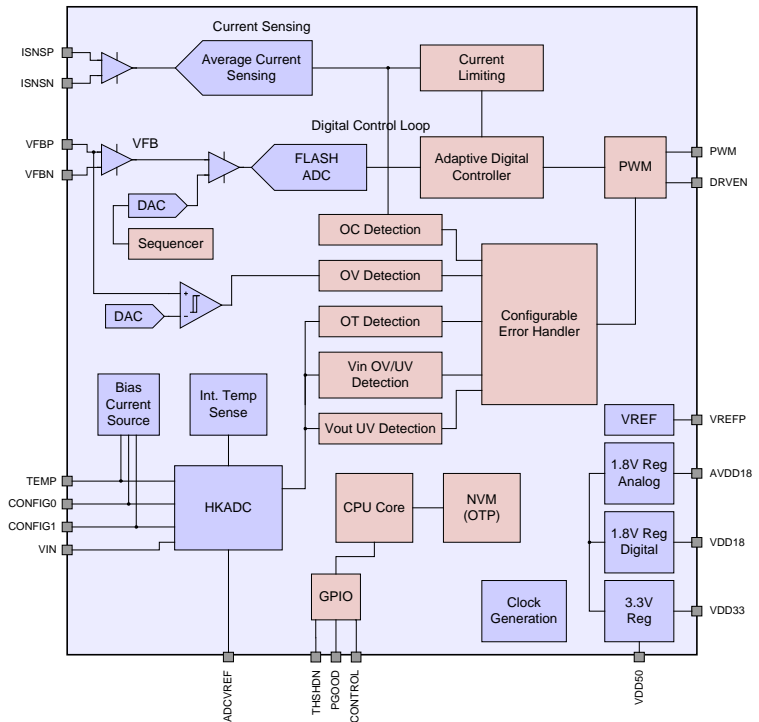 Current Sensing
ISNSP
ISNSN
Average Current
Sensing
Current
Limiting
Digital Control Loop
VFBP
VFBN
VFB
FLASH
ADC
Adaptive Digital
Controller
PWM
PWM
DRVEN
DAC
Sequencer
OC Detection
OV Detection
+
-
DAC
OT Detection
Configurable
Error Handler
Vin OV/UV
Detection
Vout UV Detection
Bias
Current
Source
Int. Temp
Sense
VREF
VREFP
TEMP
CONFIG0
CONFIG1
VIN
HKADC
CPU Core
NVM
(OTP)
1.8V Reg
Analog
AVDD18
1.8V Reg
Digital
VDD18
GPIO
Clock
Generation
3.3V
Reg
VDD33
ADCVREF
THSHDN
PGOOD
CONTROL
VDD50